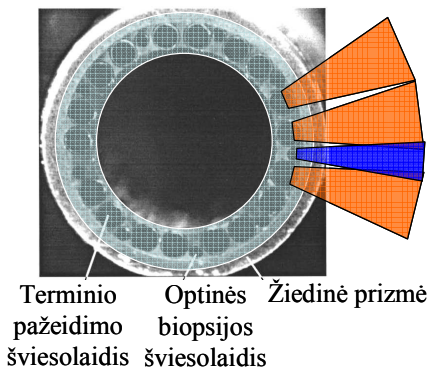 Terminio
pažeidimo
šviesolaidis
Optinės
biopsijos
šviesolaidis
Žiedinė prizmė